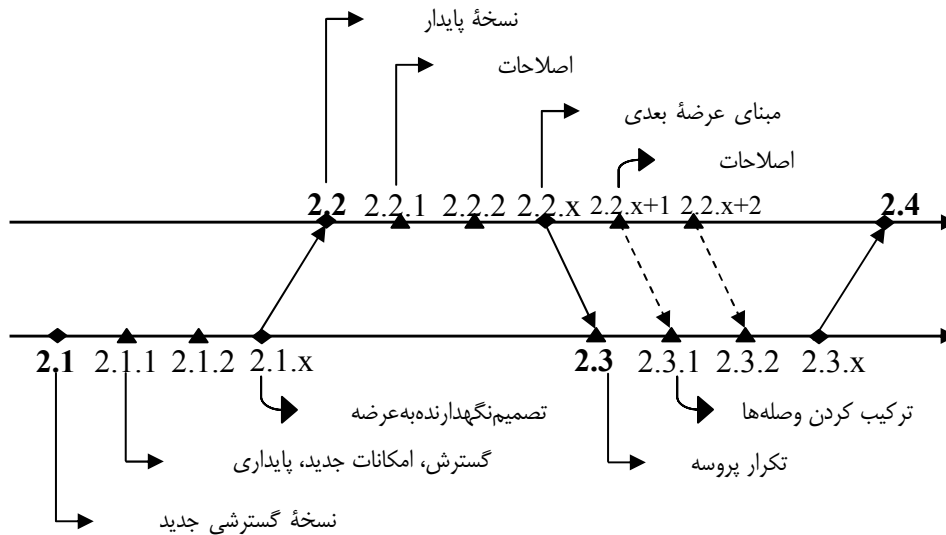 نسخهٔ پایدار
اصلاحات
مبنای عرضهٔ بعدی
اصلاحات
2.2 2.2.1 2.2.2 2.2.x 2.2.x+1 2.2.x+2 2.4
2.1 2.1.1 2.1.2 2.1.x 2.3 2.3.1 2.3.2 2.3.x
تصمیم‌نگهدارنده‌به‌عرضه ترکیب کردن وصله‌ها
گسترش، امکانات جدید، پایداری تکرار پروسه
نسخهٔ گسترشی جدید